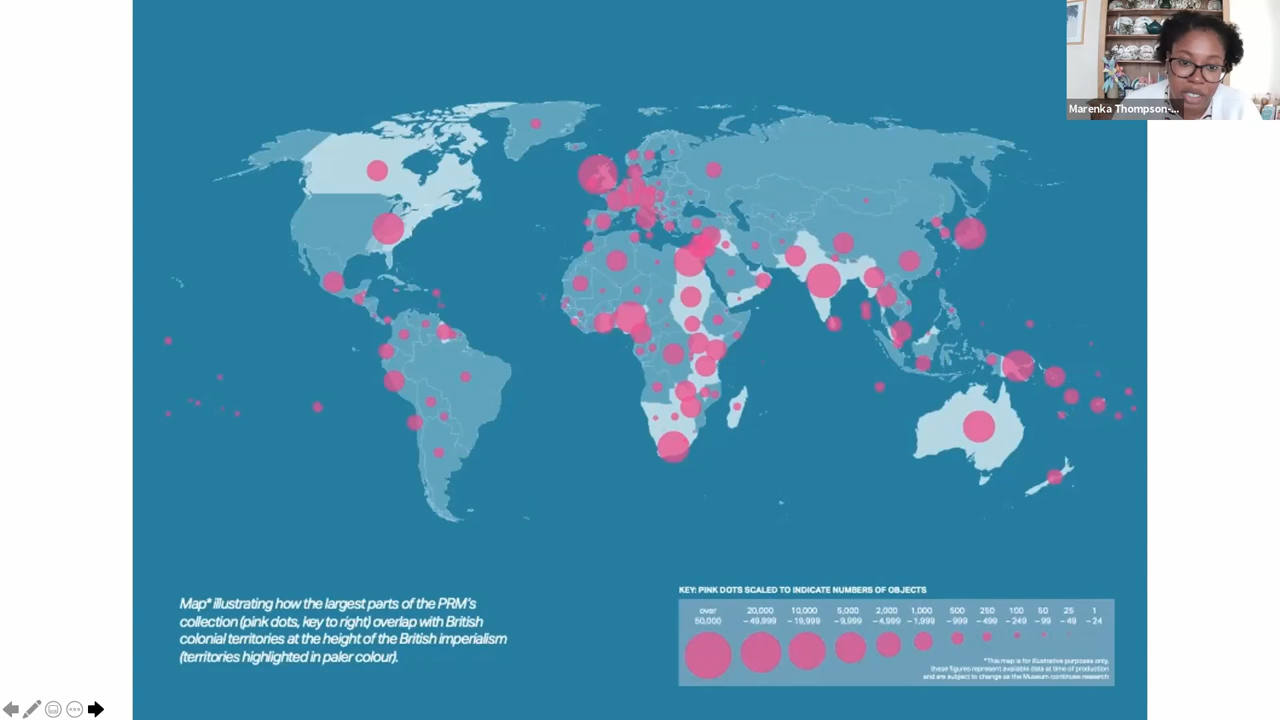 Marenka Thompson-...
Map* illustrating how the largest parts of the PRM's
collection (pink dots, key to right) overlap with British
colonial territories at the height of the British imperialism
(territories highlighted in paler colour).
KEY: PINK DOTS SCALED TO INDICATE NUMBERS OF OBJECTS
over 20,000 10,000 5,000 2,000 1,000 500 250 100 50 25 1
50,000 – 49,999 – 19,999 – 9,999 – 4,999 – 1,999 – 999 – 499 – 249 – 99 – 49 – 24
*This map is for illustrative purposes only,
these figures represent available data at time of production
and are subject to change as the Museum continues research